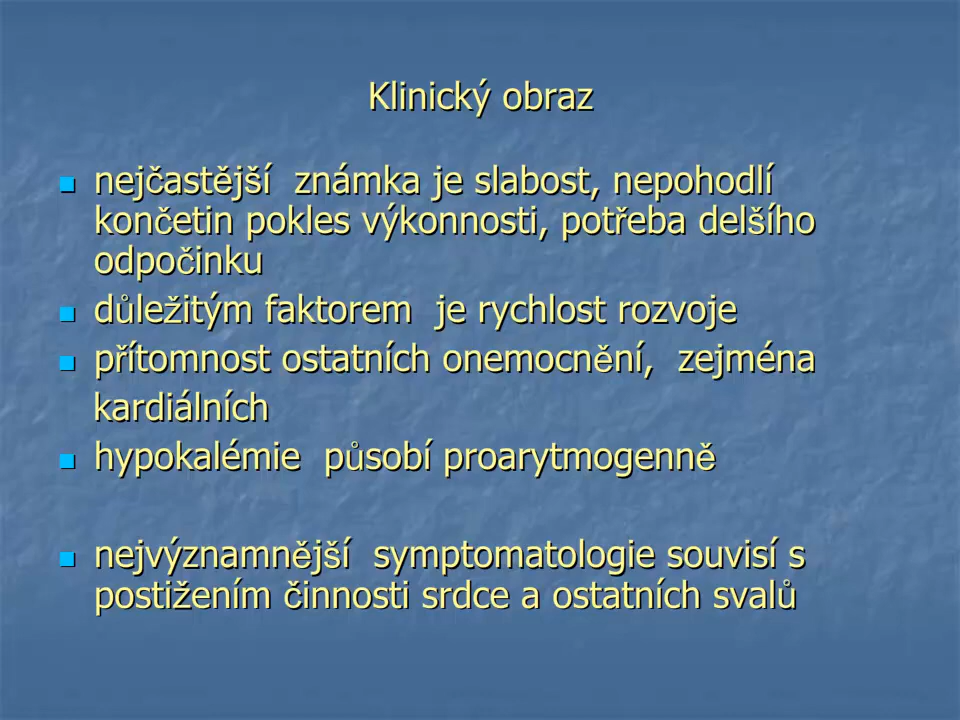 Klinický obraz
nejčastější známka je slabost, nepohodlí
končetin pokles výkonnosti, potřeba delšího
odpočinku
důležitým faktorem je rychlost rozvoje
přítomnost ostatních onemocnění, zejména
kardiálních
hypokalémie působí proarytmogenně
nejvýznamnější symptomatologie souvisí s
postižením činnosti srdce a ostatních svalů